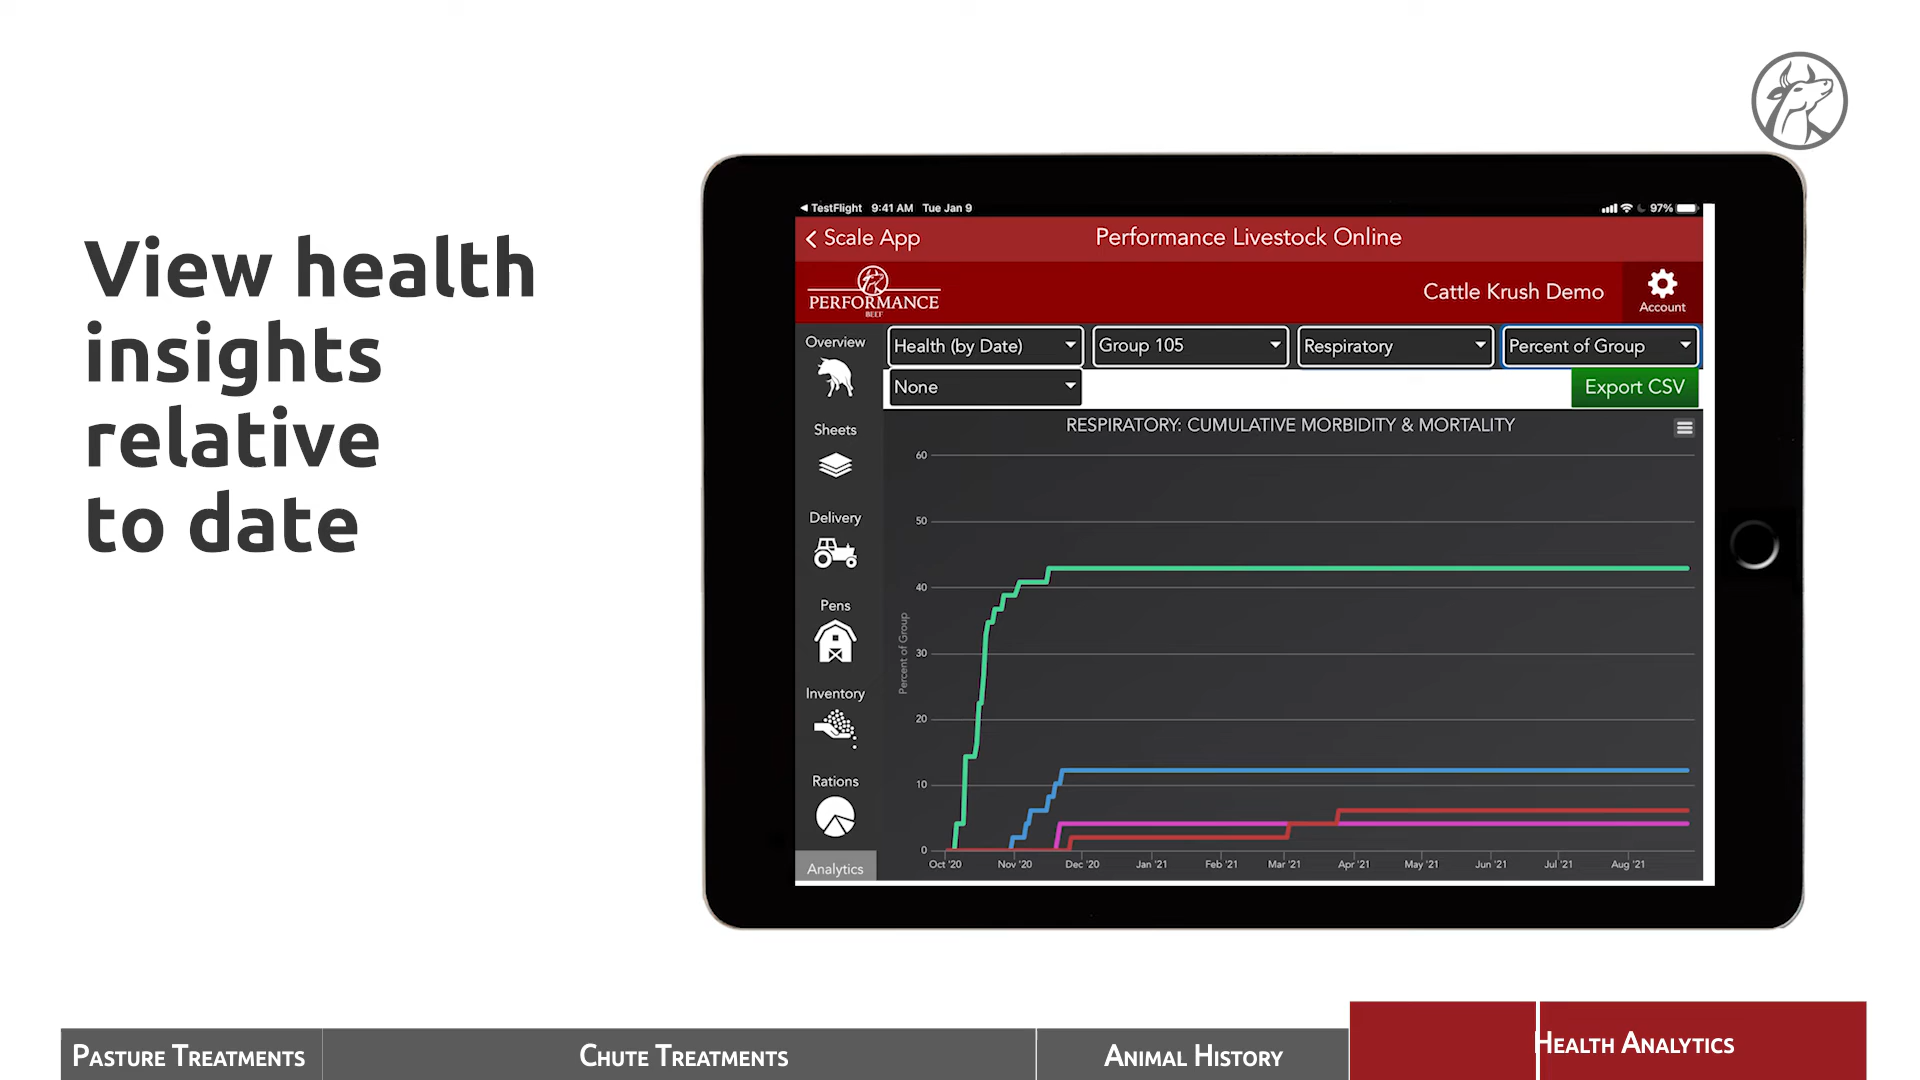 View health
insights
relative
to date
TestFlight 9:41 AM Tue Jan 9
97%
Scale App
Performance Livestock Online
PERFORMANCE
BEEF
Cattle Krush Demo
Account
Overview
Sheets
Delivery
Pens
Inventory
Rations
Analytics
Health (by Date)
Group 105
Respiratory
Percent of Group
None
Export CSV
RESPIRATORY: CUMULATIVE MORBIDITY & MORTALITY
Percent of Group
60
50
40
30
20
10
0
Oct '20 Nov '20 Dec '20 Jan '21 Feb '21 Mar '21 Apr '21 May '21 Jun '21 Jul '21 Aug '21
PASTURE TREATMENTS
CHUTE TREATMENTS
ANIMAL HISTORY
HEALTH ANALYTICS